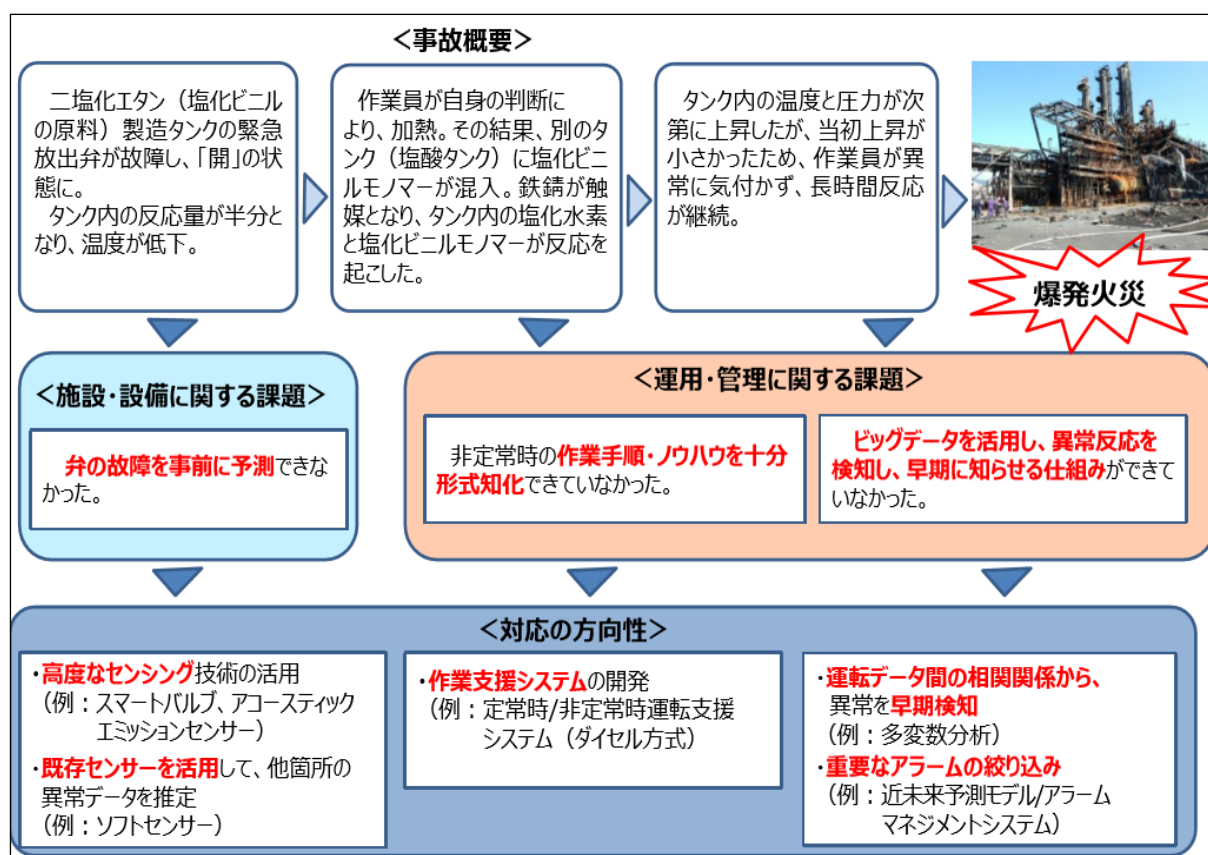 ＜事故概要＞
二塩化エタン（塩化ビニル
の原料）製造タンクの緊急
放出弁が故障し、「開」の状
態に。
タンク内の反応量が半分と
なり、温度が低下。
作業員が自身の判断に
より、加熱。その結果、別のタ
ンク（塩酸タンク）に塩化ビニ
ルモノマーが混入。鉄錆が触
媒となり、タンク内の塩化水素
と塩化ビニルモノマーが反応を
起こした。
タンク内の温度と圧力が次
第に上昇したが、当初上昇が
小さかったため、作業員が異
常に気付かず、長時間反応
が継続。
爆発火災
＜施設・設備に関する課題＞
弁の故障を事前に予測できな
かった。
＜運用・管理に関する課題＞
非定常時の作業手順・ノウハウを十分
形式知化できていなかった。
ビッグデータを活用し、異常反応を
検知し、早期に知らせる仕組みができ
ていなかった。
＜対応の方向性＞
・高度なセンシング技術の活用
（例：スマートバルブ、アコースティック
エミッションセンサー）
・既存センサーを活用して、他箇所の
異常データを推定
（例：ソフトセンサー）
・作業支援システムの開発
（例：定常時/非定常時運転支援
システム（ダイセル方式）
・運転データ間の相関関係から、
異常を早期検知
（例：多変数分析）
・重要なアラームの絞り込み
（例：近未来予測モデル/アラーム
マネジメントシステム）